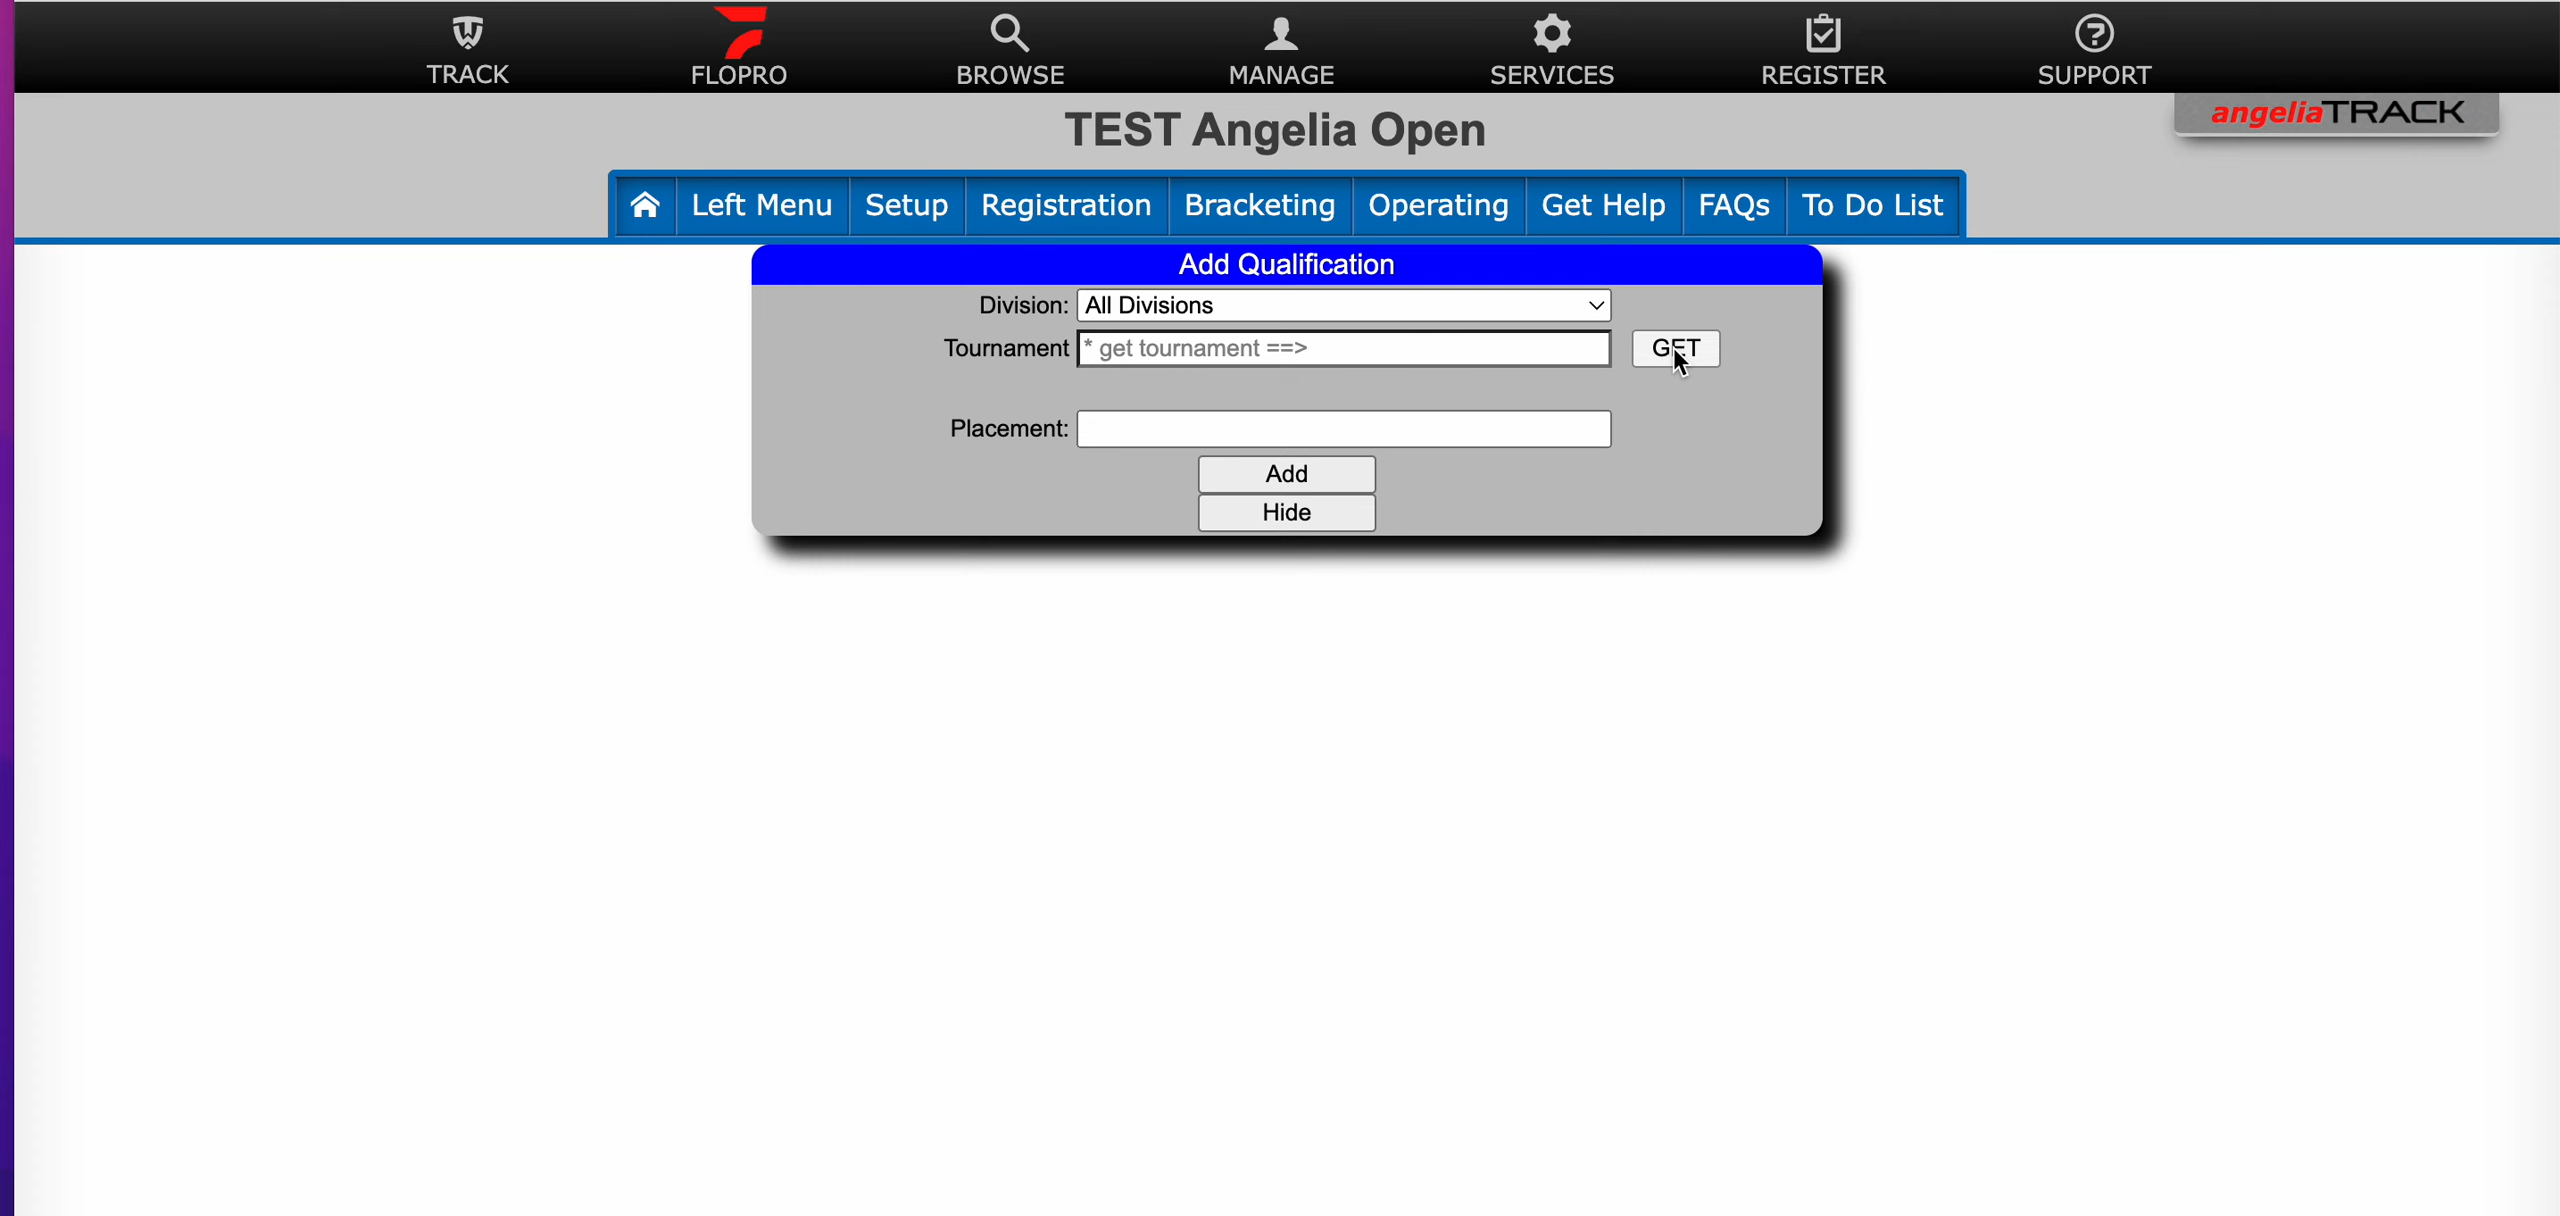 TRACK
FLOPRO
BROWSE
MANAGE
SERVICES
REGISTER
SUPPORT
TEST Angelia Open
angeliaTRACK
Left Menu
Setup
Registration
Bracketing
Operating
Get Help
FAQs
To Do List
Add Qualification
Division: All Divisions
Tournament * get tournament ==> GET
Placement:
Add
Hide